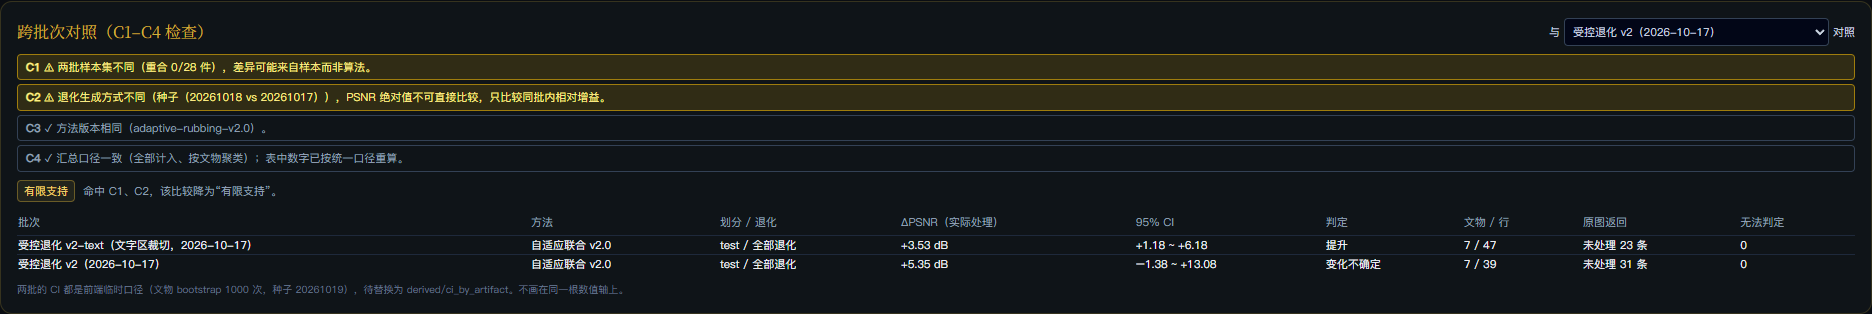 跨批次对照（C1–C4 检查）
与 受控退化 v2（2026-10-17） 对照
C1 ⚠ 两批样本集不同（重合 0/28 件），差异可能来自样本而非算法。
C2 ⚠ 退化生成方式不同（种子（20261018 vs 20261017）），PSNR 绝对值不可直接比较，只比较同批内相对增益。
C3 ✓ 方法版本相同（adaptive-rubbing-v2.0）。
C4 ✓ 汇总口径一致（全部计入、按文物聚类）；表中数字已按统一口径重算。
有限支持 命中 C1、C2，该比较降为“有限支持”。
批次 方法 划分 / 退化 ΔPSNR（实际处理） 95% CI 判定 文物 / 行 原图返回 无法判定
受控退化 v2-text（文字区裁切，2026-10-17） 自适应联合 v2.0 test / 全部退化 +3.53 dB +1.18 ~ +6.18 提升 7 / 47 未处理 23 条 0
受控退化 v2（2026-10-17） 自适应联合 v2.0 test / 全部退化 +5.35 dB −1.38 ~ +13.08 变化不确定 7 / 39 未处理 31 条 0
两批的 CI 都是前端临时口径（文物 bootstrap 1000 次，种子 20261019），待替换为 derived/ci_by_artifact。不画在同一根数值轴上。